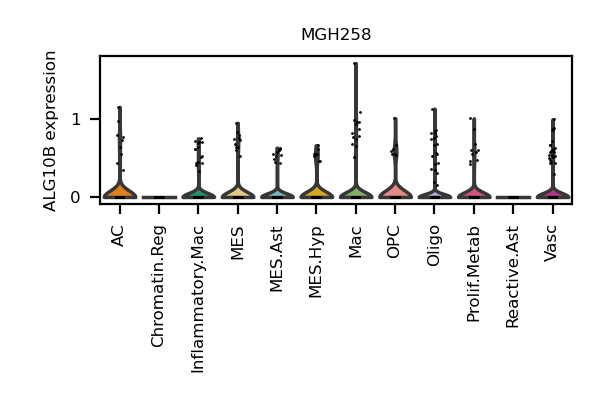 MGH258
ALG10B expression
1
0
AC
Chromatin.Reg
Inflammatory.Mac
MES
MES.Ast
MES.Hyp
Mac
OPC
Oligo
Prolif.Metab
Reactive.Ast
Vasc